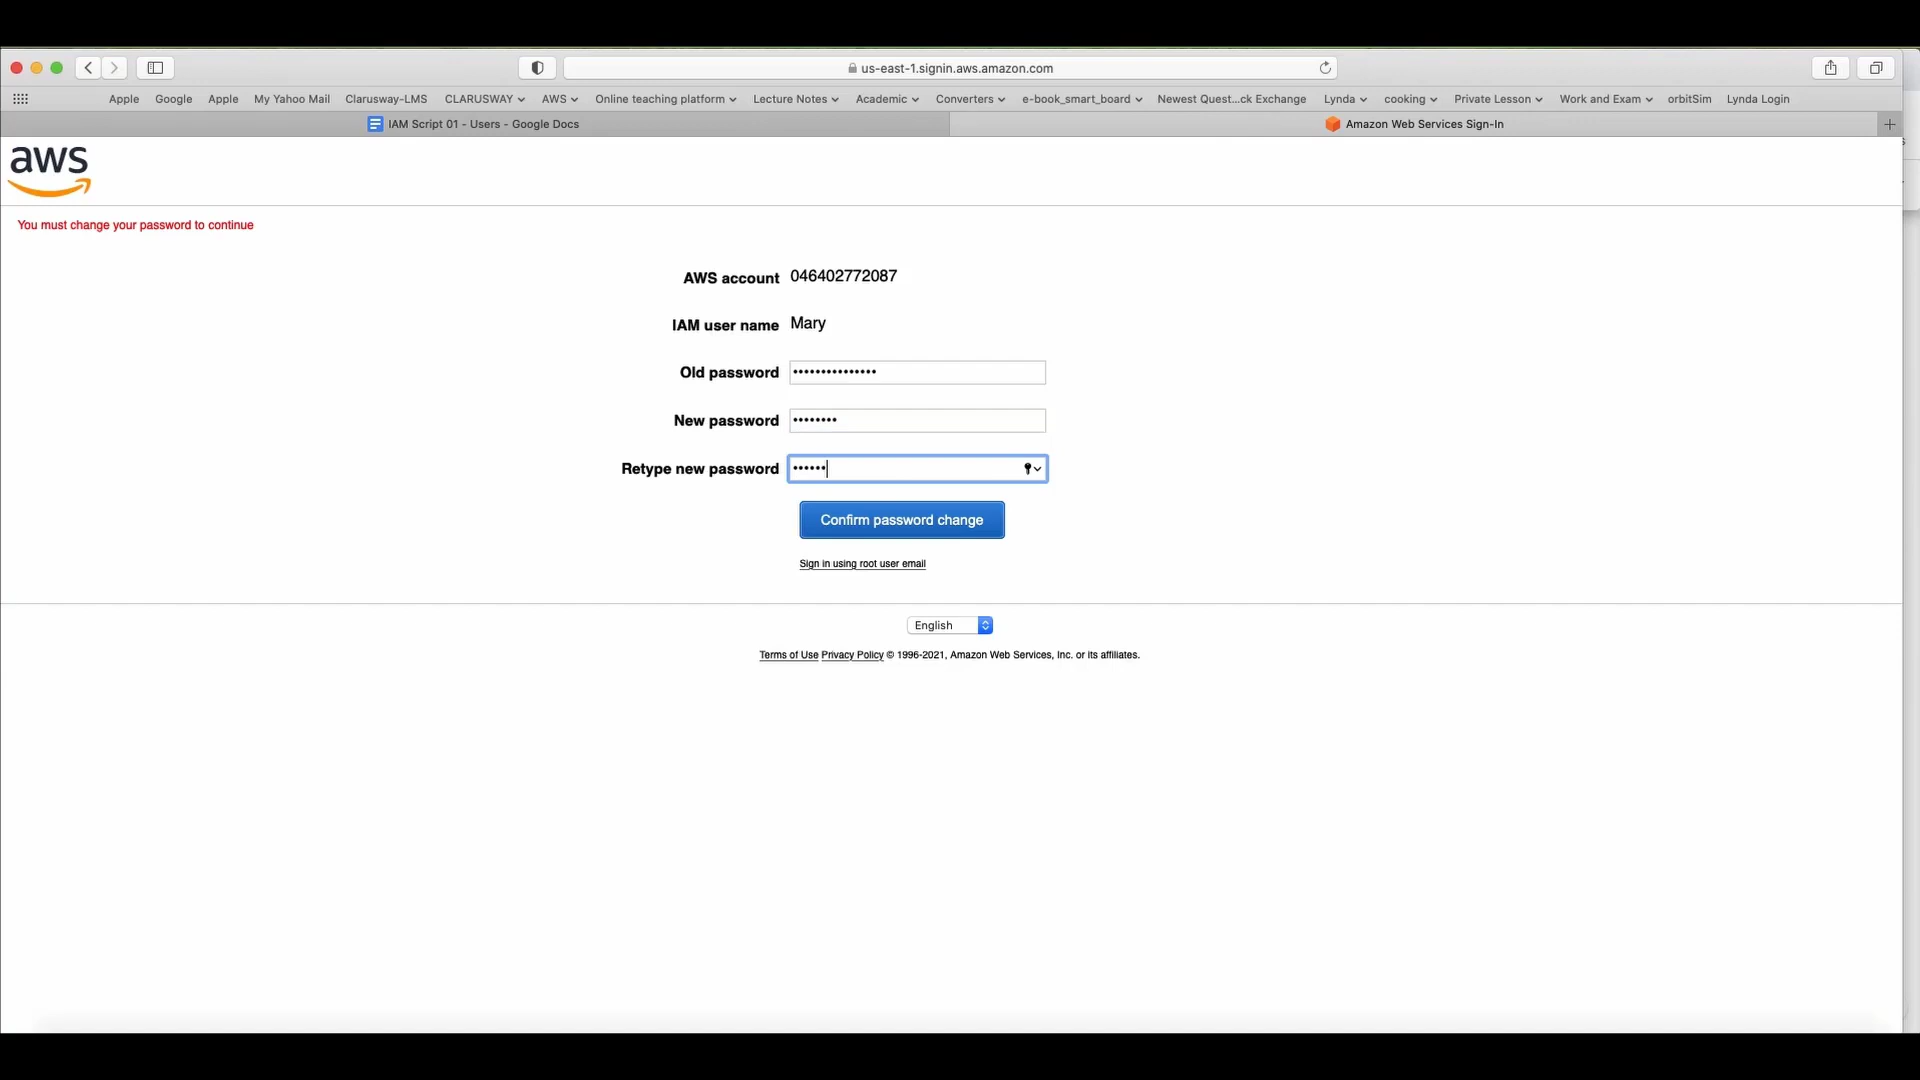 us-east-1.signin.aws.amazon.com
Apple Google Apple My Yahoo Mail Clarusway-LMS CLARUSWAY AWS Online teaching platform Lecture Notes Academic Converters e-book_smart_board Newest Quest...ck Exchange Lynda cooking Private Lesson Work and Exam orbitSim Lynda Login
IAM Script 01 - Users - Google Docs Amazon Web Services Sign-In
aws
You must change your password to continue
AWS account 046402772087
IAM user name Mary
Old password •••••••••••••••
New password ••••••••
Retype new password ••••••
Confirm password change
Sign in using root user email
English
Terms of Use Privacy Policy © 1996-2021, Amazon Web Services, Inc. or its affiliates.